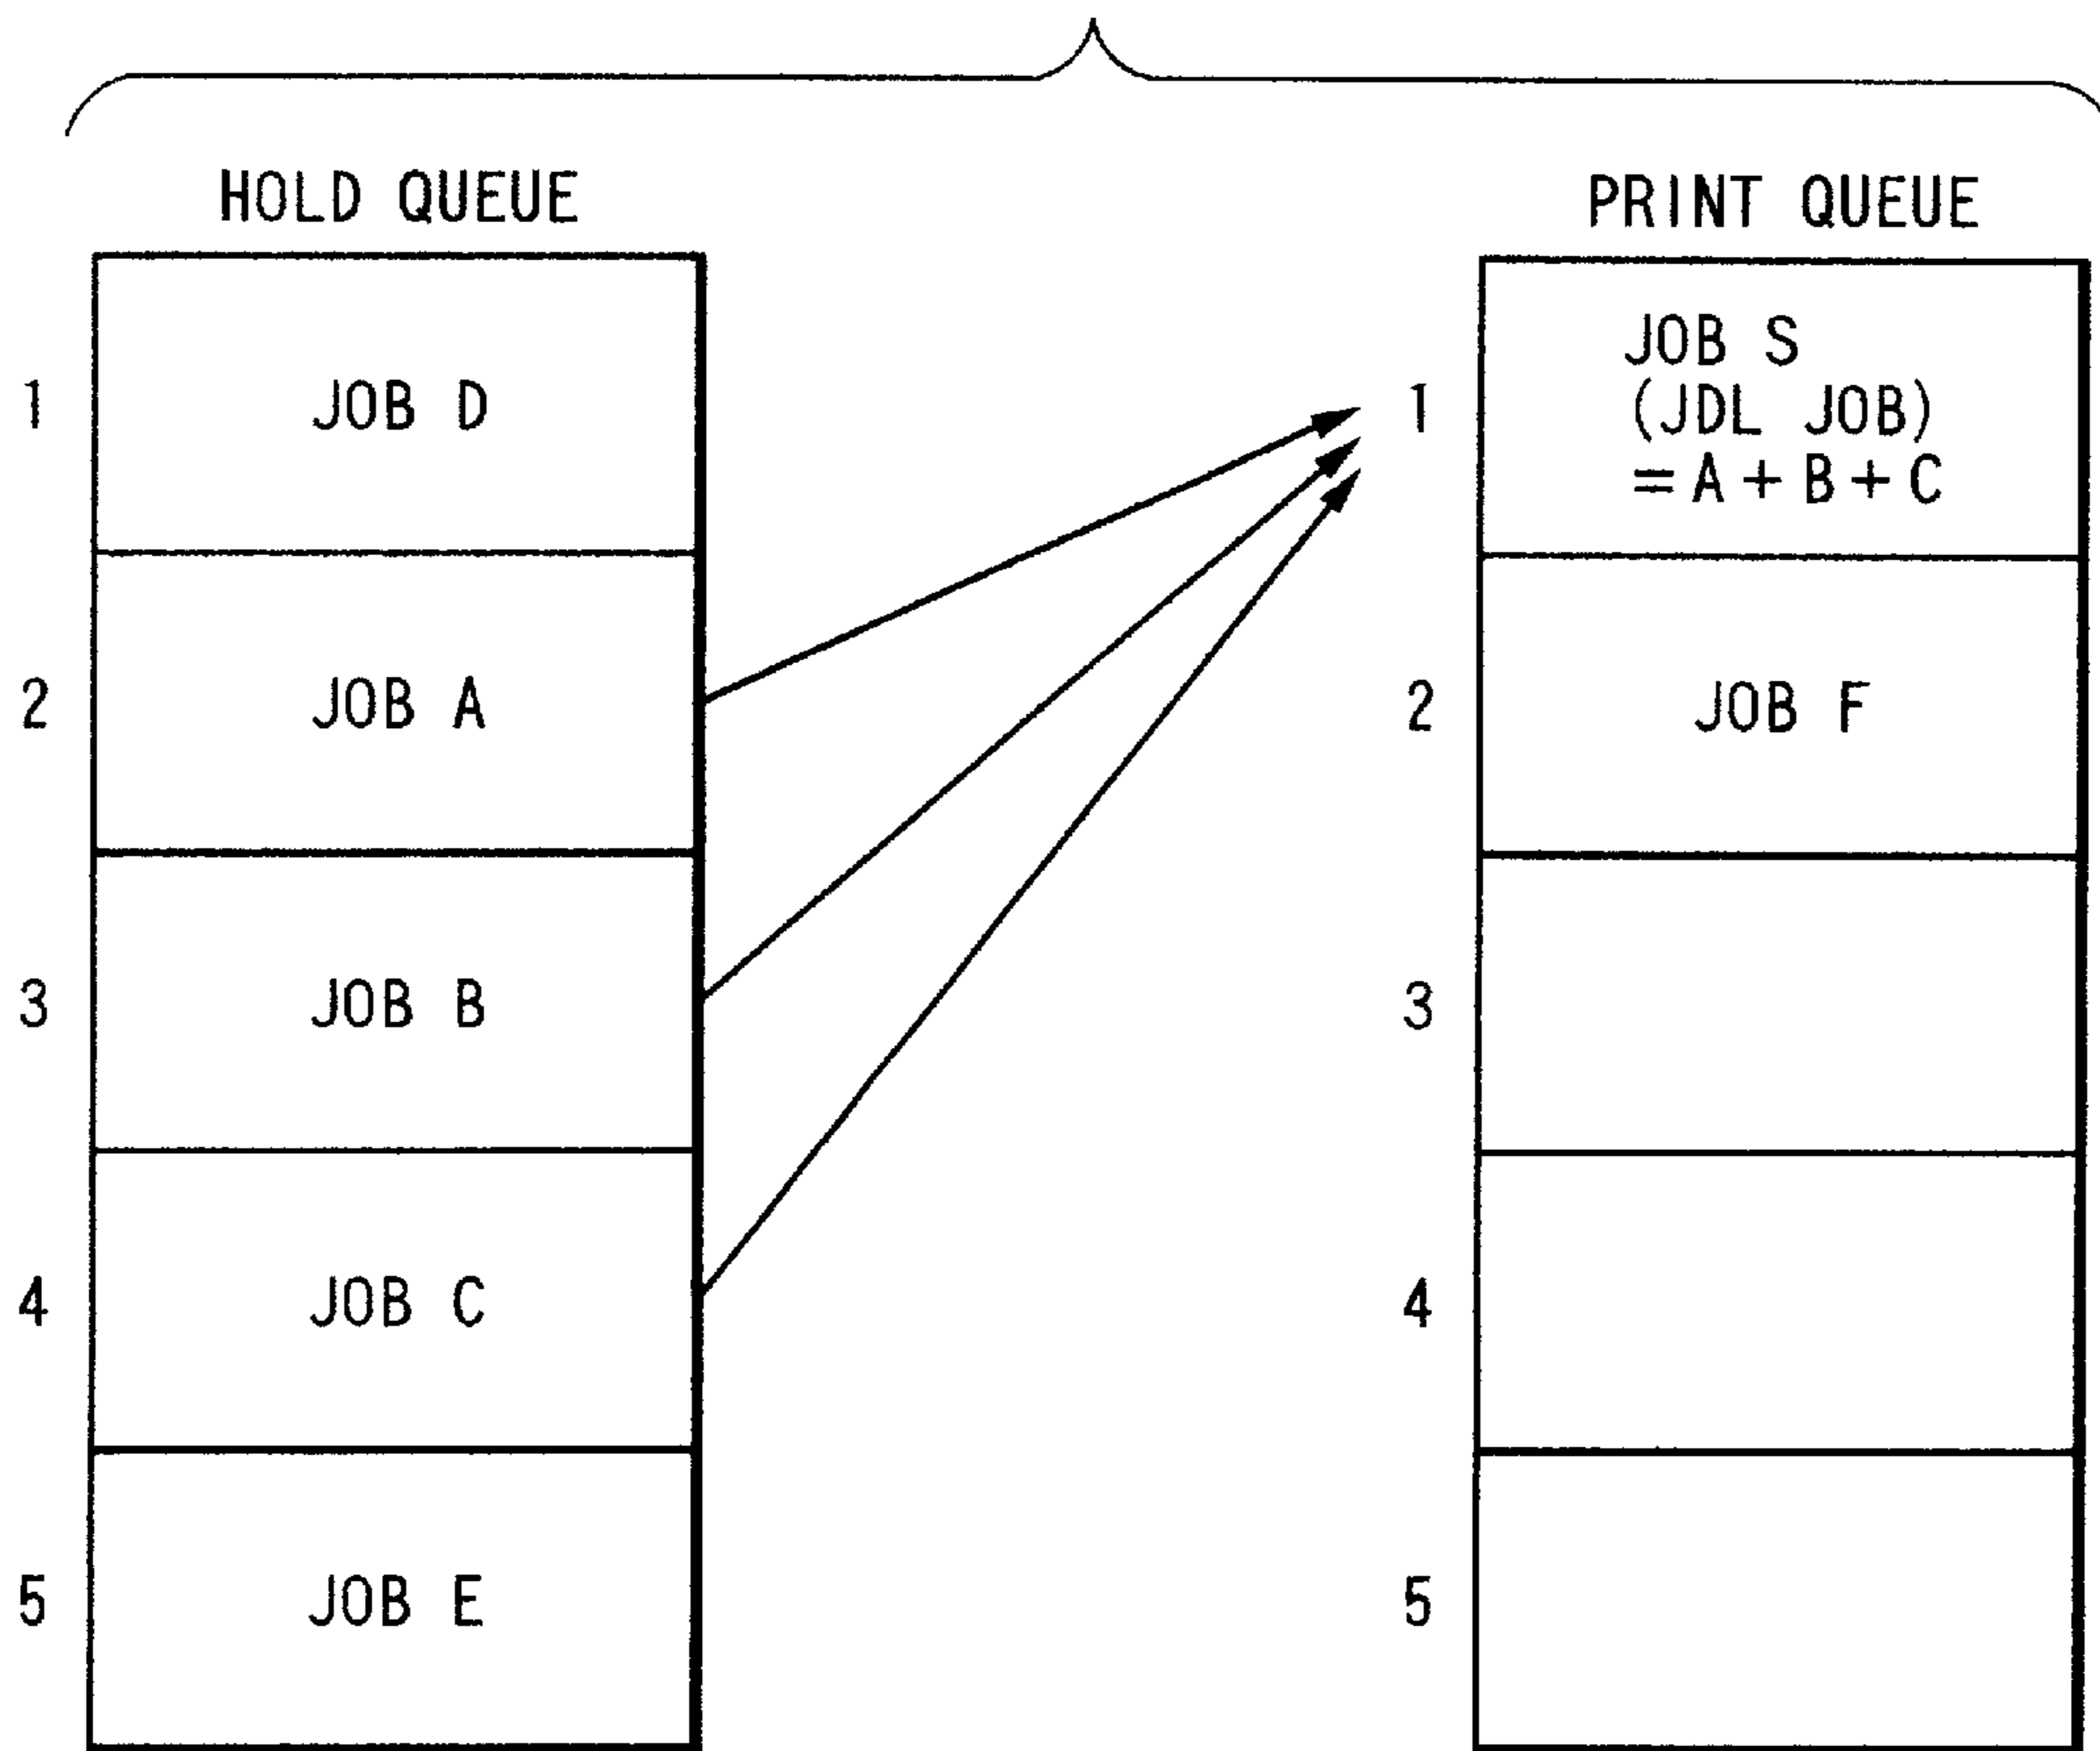 HOLD QUEUE
1 JOB D
2 JOB A
3 JOB B
4 JOB C
5 JOB E
PRINT QUEUE
1 JOB S
(JDL JOB)
=A+B+C
2 JOB F
3
4
5